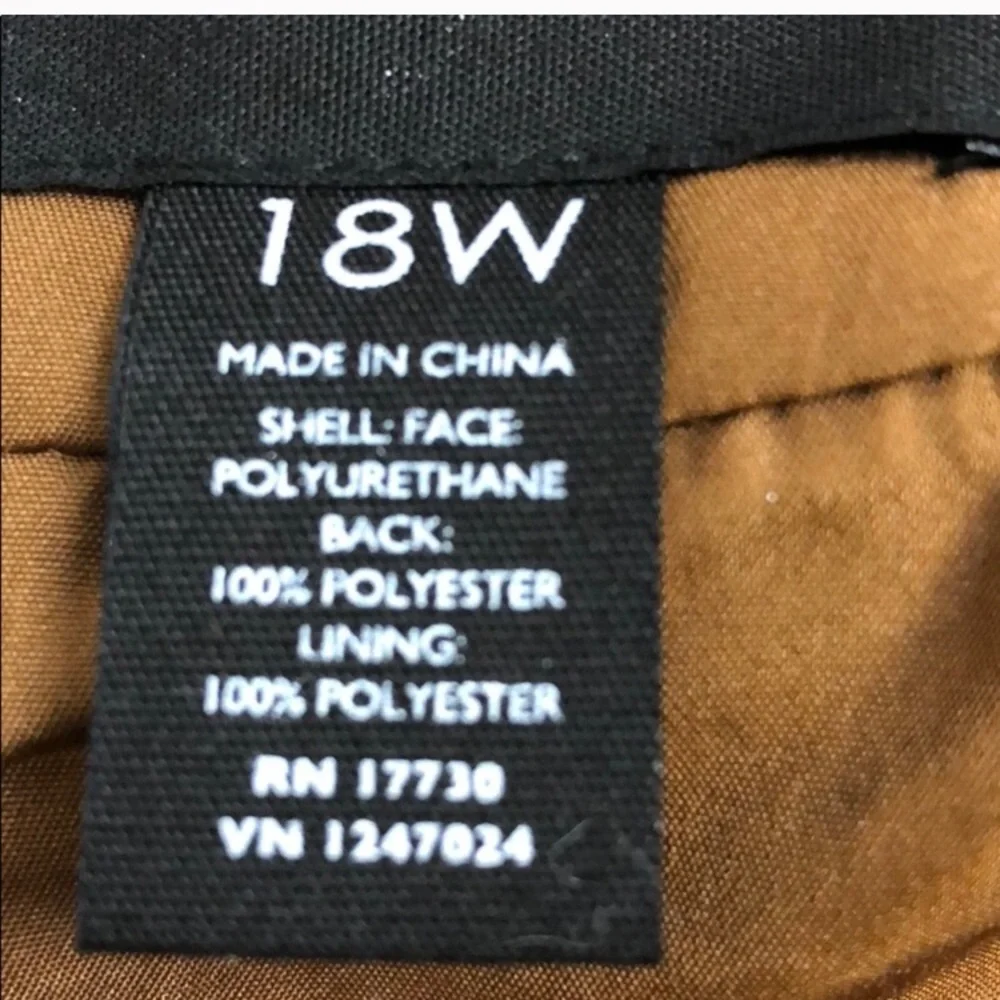 18W
MADE IN CHINA
SHELL: FACE:
POLYURETHANE
BACK:
100% POLYESTER
LINING:
100% POLYESTER
RN 17730
VN 1247024